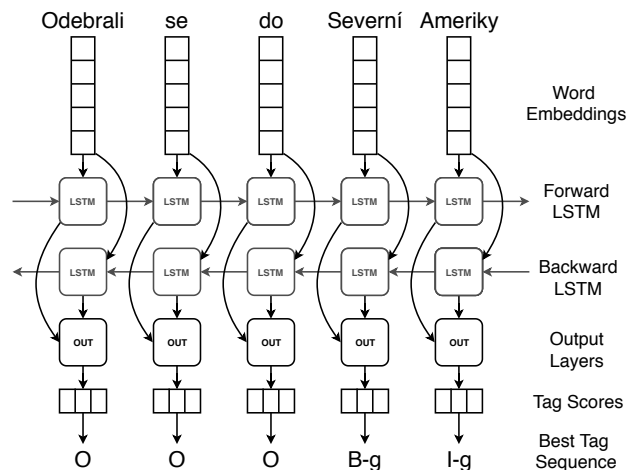 Odebrali se do Severní Ameriky
Word
Embeddings
LSTM LSTM LSTM LSTM LSTM
Forward
LSTM
LSTM LSTM LSTM LSTM LSTM
Backward
LSTM
OUT OUT OUT OUT OUT
Output
Layers
Tag Scores
O O O B-g I-g
Best Tag
Sequence